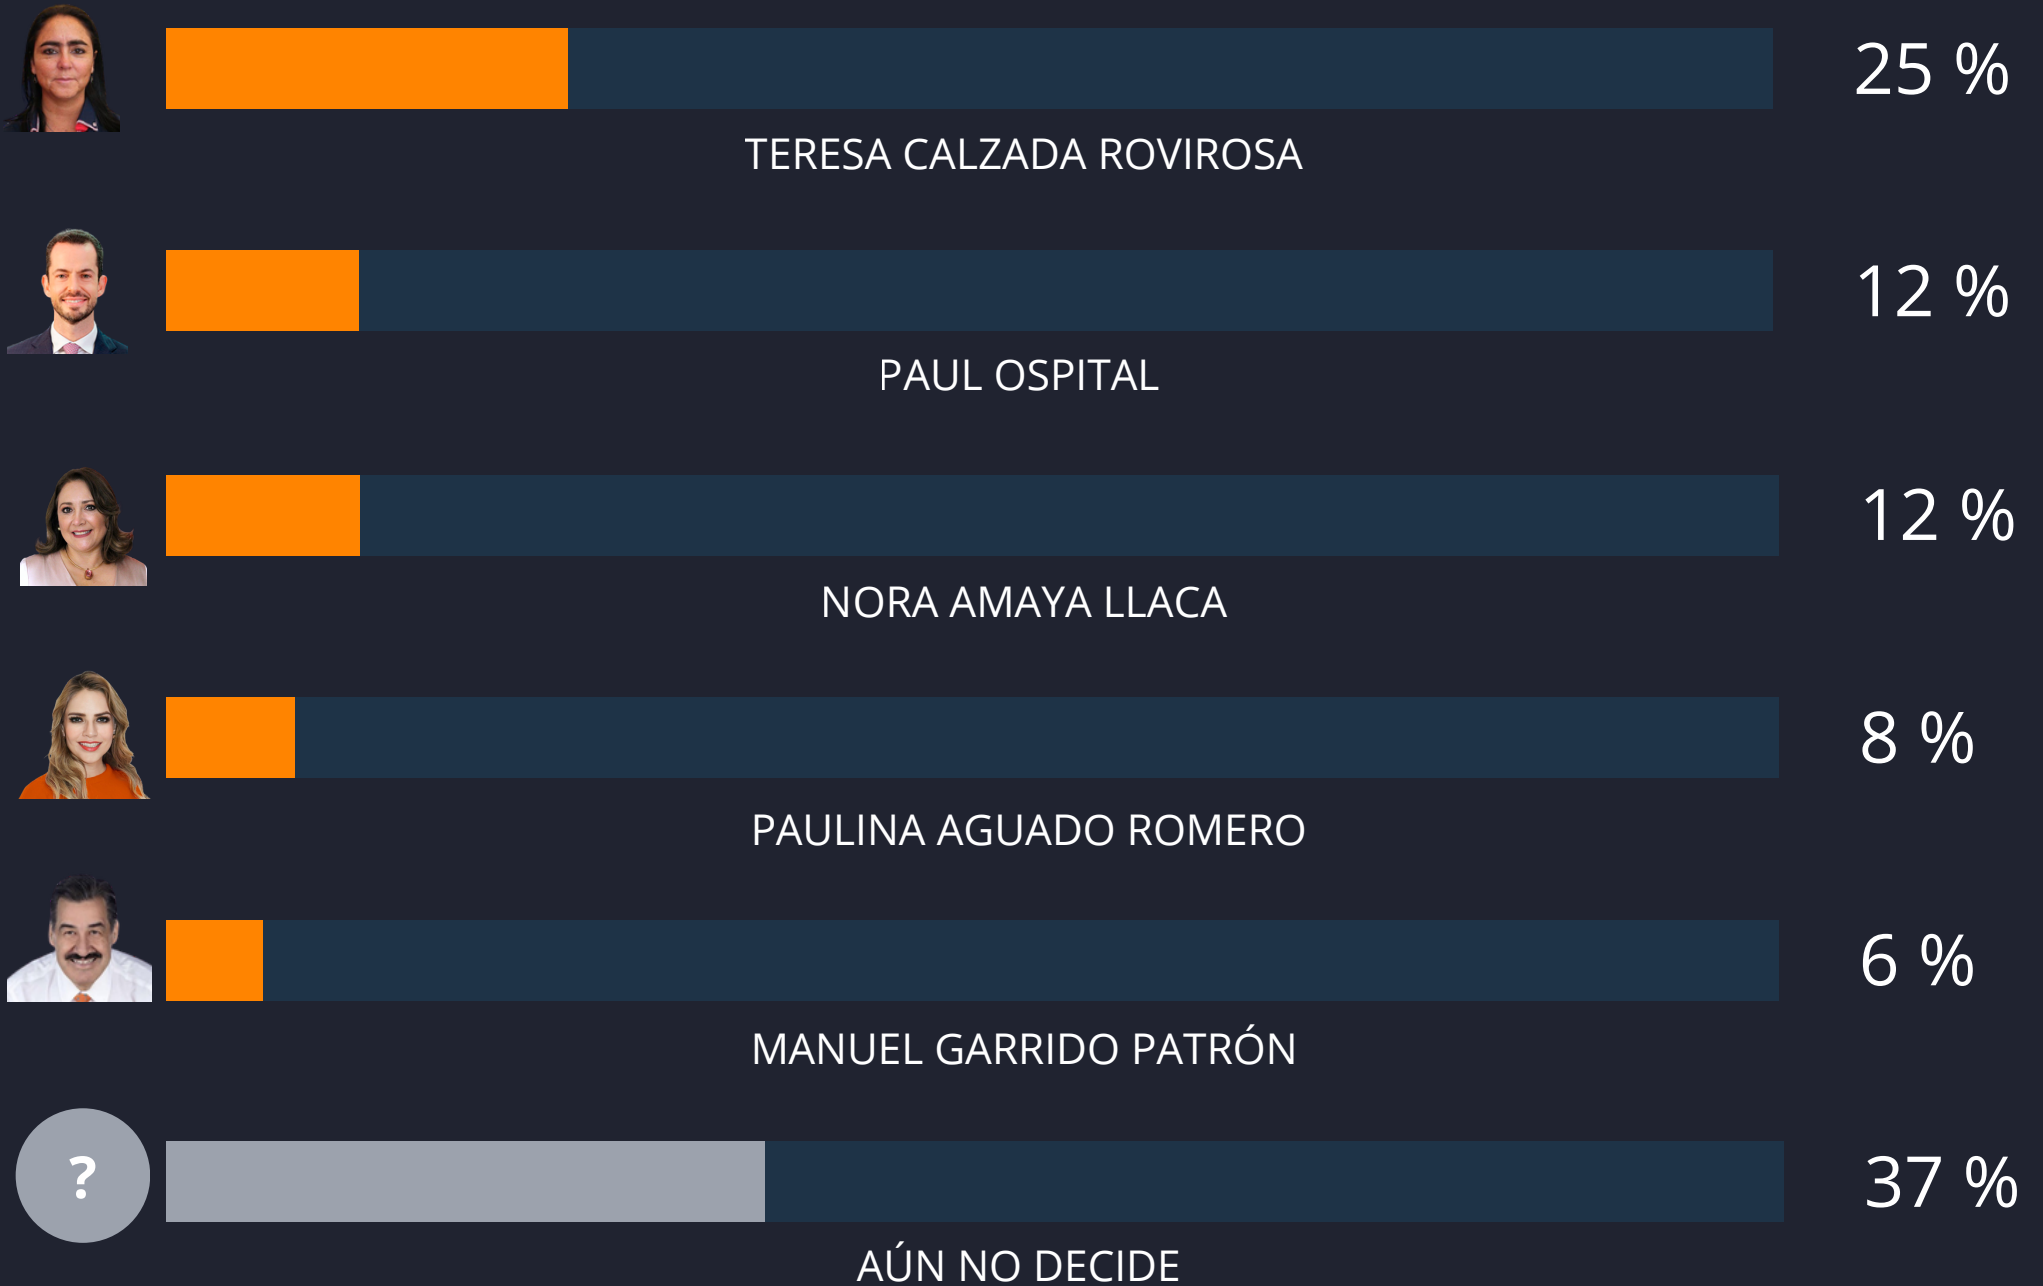 25 %
TERESA CALZADA ROVIROSA
12 %
PAUL OSPITAL
12 %
NORA AMAYA LLACA
8 %
PAULINA AGUADO ROMERO
6 %
MANUEL GARRIDO PATRÓN
?
37 %
AÚN NO DECIDE